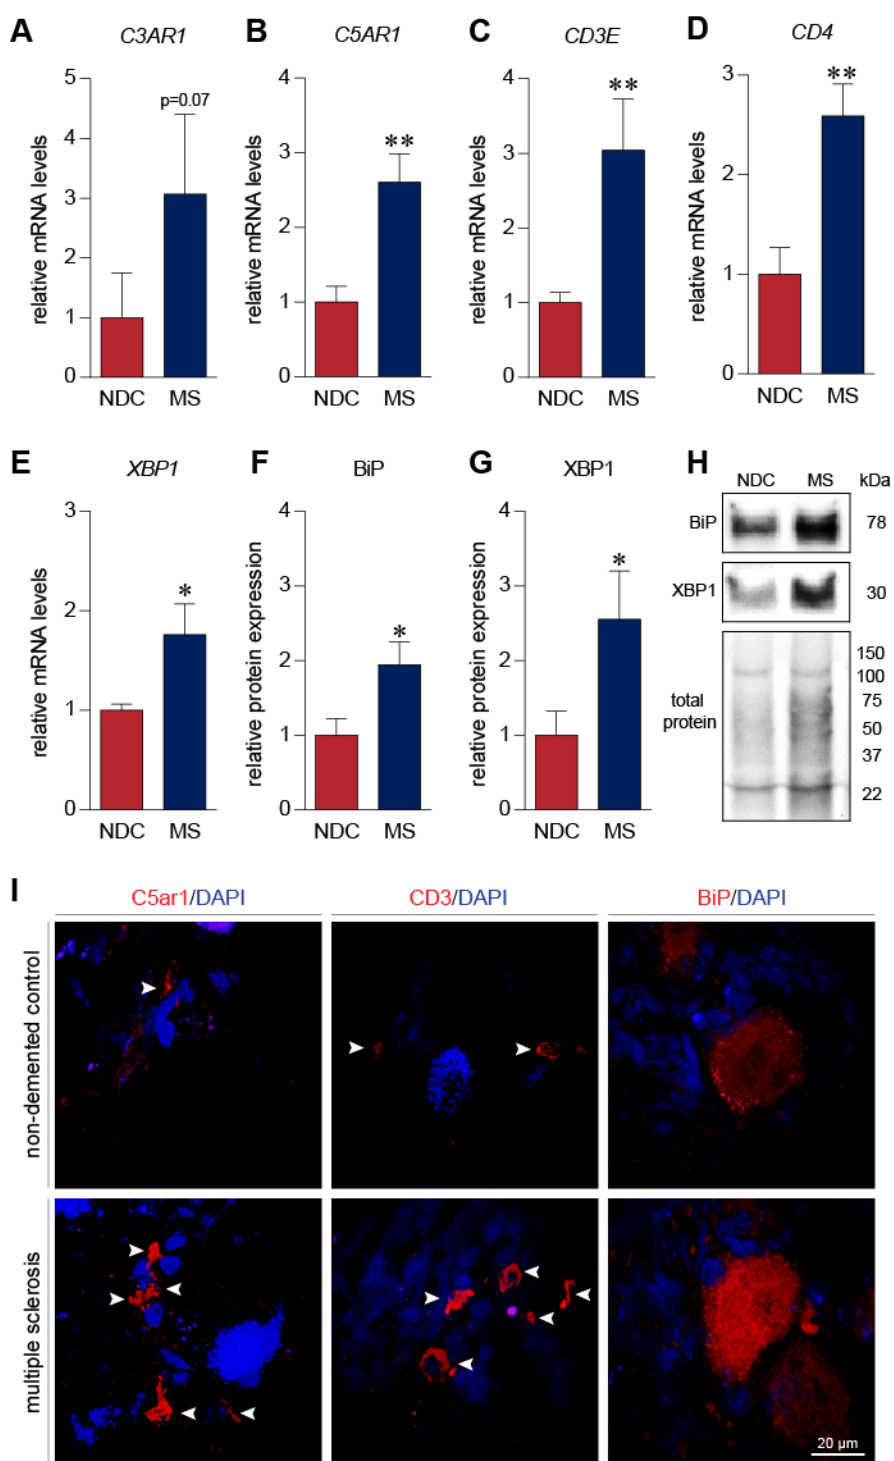 A
C3AR1
relative mRNA levels
5
4
3
2
1
0
p=0.07
NDC MS
B
C5AR1
relative mRNA levels
4
3
2
1
0
**
NDC MS
C
CD3E
relative mRNA levels
4
3
2
1
0
**
NDC MS
D
CD4
relative mRNA levels
3
2
1
0
**
NDC MS
E
XBP1
relative mRNA levels
3
2
1
0
*
NDC MS
F
BiP
relative protein expression
4
3
2
1
0
*
NDC MS
G
XBP1
relative protein expression
4
3
2
1
0
*
NDC MS
H
NDC MS kDa
BiP 78
XBP1 30
total
protein
150
100
75
50
37
22
I
C5ar1/DAPI
CD3/DAPI
BiP/DAPI
non-demented control
multiple sclerosis
20 µm